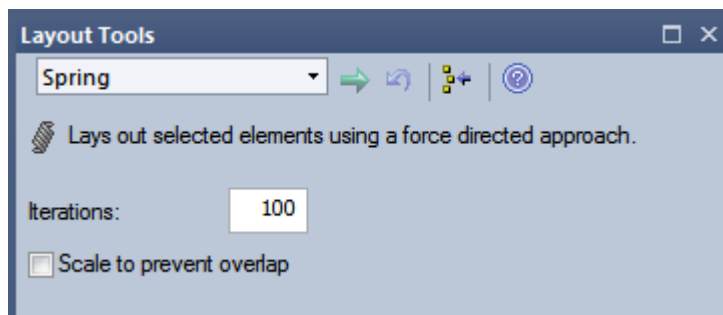 Layout Tools
Spring
Lays out selected elements using a force directed approach.
Iterations: 100
Scale to prevent overlap